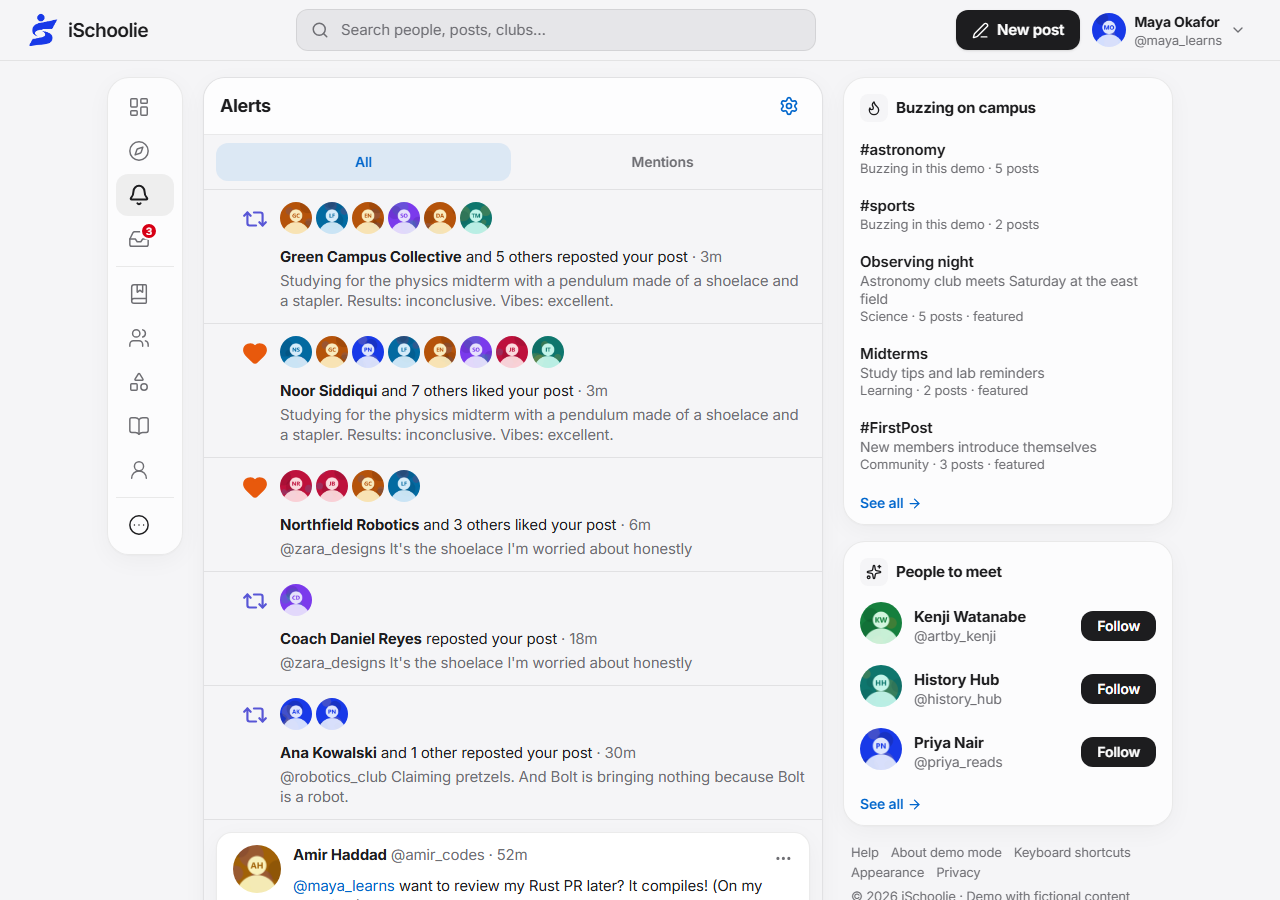 iSchoolie
Search people, posts, clubs...
New post
MO
Maya Okafor
@maya_learns
3
Alerts
All
Mentions
GC LF EN SO DA TM
Green Campus Collective and 5 others reposted your post · 3m
Studying for the physics midterm with a pendulum made of a shoelace and
a stapler. Results: inconclusive. Vibes: excellent.
NS GC PN LF EN SO JB IT
Noor Siddiqui and 7 others liked your post · 3m
Studying for the physics midterm with a pendulum made of a shoelace and
a stapler. Results: inconclusive. Vibes: excellent.
NR JB GC LF
Northfield Robotics and 3 others liked your post · 6m
@zara_designs It's the shoelace I'm worried about honestly
CD
Coach Daniel Reyes reposted your post · 18m
@zara_designs It's the shoelace I'm worried about honestly
AK PN
Ana Kowalski and 1 other reposted your post · 30m
@robotics_club Claiming pretzels. And Bolt is bringing nothing because Bolt
is a robot.
AH
Amir Haddad @amir_codes · 52m
@maya_learns want to review my Rust PR later? It compiles! (On my
Buzzing on campus
#astronomy
Buzzing in this demo · 5 posts
#sports
Buzzing in this demo · 2 posts
Observing night
Astronomy club meets Saturday at the east
field
Science · 5 posts · featured
Midterms
Study tips and lab reminders
Learning · 2 posts · featured
#FirstPost
New members introduce themselves
Community · 3 posts · featured
See all →
People to meet
KW
Kenji Watanabe
@artby_kenji
Follow
HH
History Hub
@history_hub
Follow
PN
Priya Nair
@priya_reads
Follow
See all →
Help About demo mode Keyboard shortcuts
Appearance Privacy
© 2026 iSchoolie · Demo with fictional content